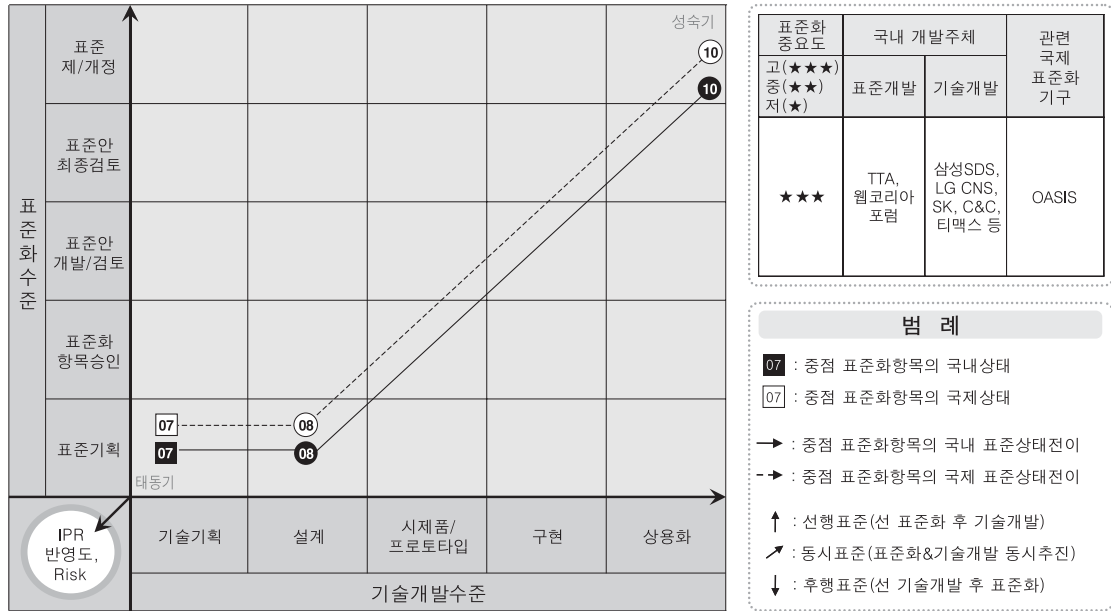 표준화수준
표준
제/개정
표준안
최종검토
표준안
개발/검토
표준화
항목승인
표준기획
성숙기
10
10
07
08
07
08
태동기
IPR
반영도,
Risk
기술기획
설계
시제품/
프로토타입
구현
상용화
기술개발수준
표준화
중요도
국내 개발주체
관련
국제
표준화
기구
고(★★★)
중(★★)
저(★)
표준개발
기술개발
★★★
TTA,
웹코리아
포럼
삼성SDS,
LG CNS,
SK, C&C,
티맥스 등
OASIS
범 례
07 : 중점 표준화항목의 국내상태
07 : 중점 표준화항목의 국제상태
: 중점 표준화항목의 국내 표준상태전이
: 중점 표준화항목의 국제 표준상태전이
: 선행표준(선 표준화 후 기술개발)
: 동시표준(표준화&기술개발 동시추진)
: 후행표준(선 기술개발 후 표준화)